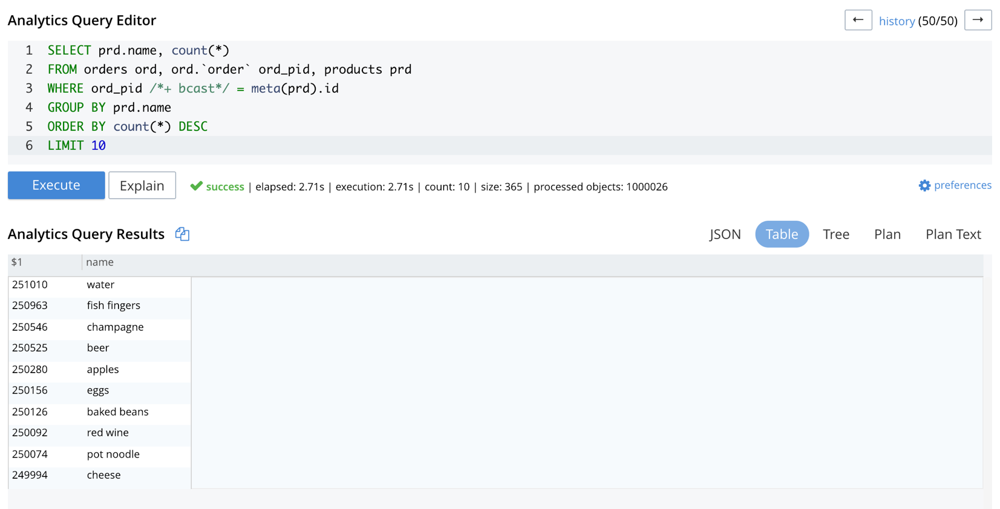 Analytics Query Editor
← history (50/50) →
1 SELECT prd.name, count(*)
2 FROM orders ord, ord.`order` ord_pid, products prd
3 WHERE ord_pid /*+ bcast*/ = meta(prd).id
4 GROUP BY prd.name
5 ORDER BY count(*) DESC
6 LIMIT 10
Execute Explain success | elapsed: 2.71s | execution: 2.71s | count: 10 | size: 365 | processed objects: 1000026 preferences
Analytics Query Results JSON Table Tree Plan Plan Text
$1 name
251010 water
250963 fish fingers
250546 champagne
250525 beer
250280 apples
250156 eggs
250126 baked beans
250092 red wine
250074 pot noodle
249994 cheese